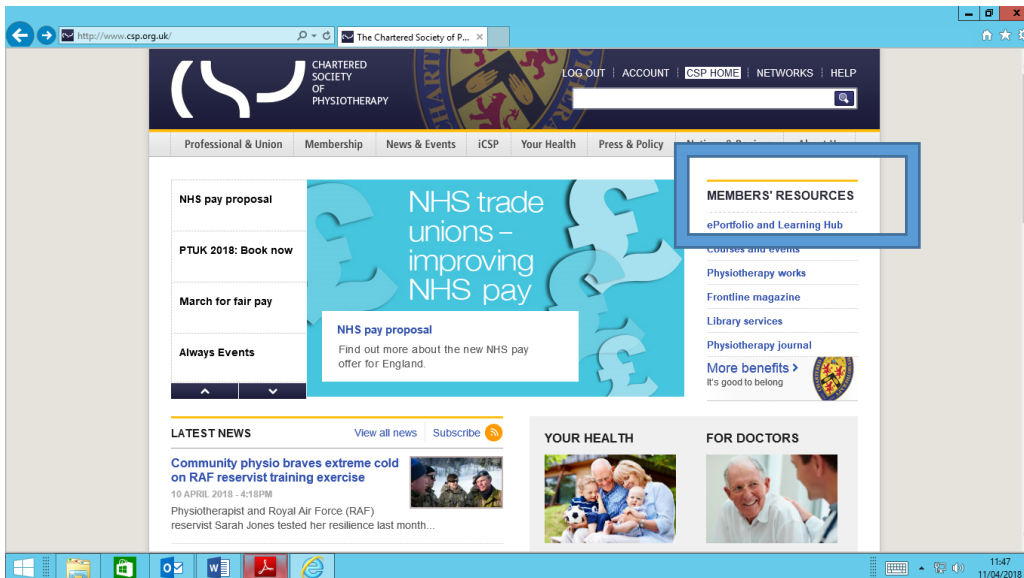 http://www.csp.org.uk/
The Chartered Society of P...
CHARTERED
SOCIETY
OF
PHYSIOTHERAPY
LOG OUT ACCOUNT CSP HOME NETWORKS HELP
Professional & Union Membership News & Events iCSP Your Health Press & Policy
NHS pay proposal
PTUK 2018: Book now
March for fair pay
Always Events
NHS trade
unions –
improving
NHS pay
NHS pay proposal
Find out more about the new NHS pay
offer for England.
MEMBERS' RESOURCES
ePortfolio and Learning Hub
Courses and events
Physiotherapy works
Frontline magazine
Library services
Physiotherapy journal
More benefits >
It's good to belong
LATEST NEWS View all news Subscribe
Community physio braves extreme cold
on RAF reservist training exercise
10 APRIL 2018 - 4:18PM
Physiotherapist and Royal Air Force (RAF)
reservist Sarah Jones tested her resilience last month...
YOUR HEALTH
FOR DOCTORS
11:47
11/04/2018